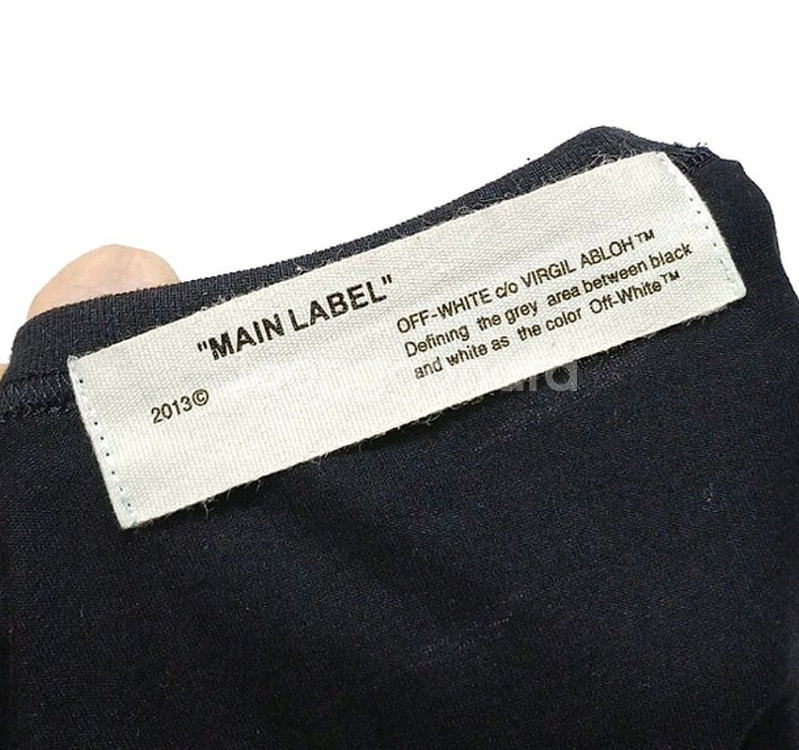 "MAIN LABEL"
2013©
OFF-WHITE c/o VIRGIL ABLOH™
Defining the grey area between black
and white as the color Off-White™